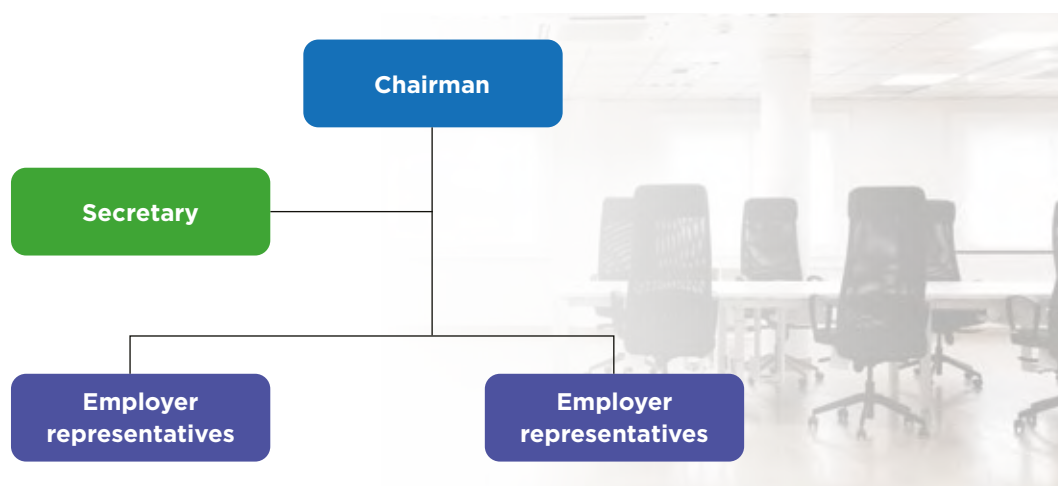 Chairman
Secretary
Employer
representatives
Employer
representatives